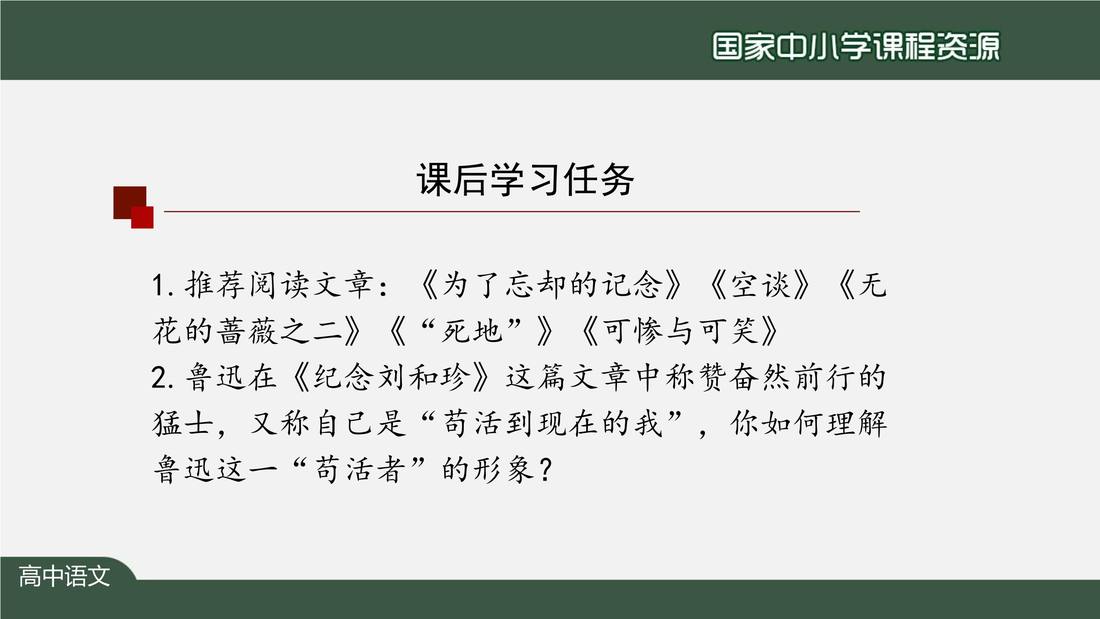 国家中小学课程资源
课后学习任务
1.推荐阅读文章：《为了忘却的记念》《空谈》《无
花的蔷薇之二》《“死地”》《可惨与可笑》
2.鲁迅在《纪念刘和珍》这篇文章中称赞奋然前行的
猛士，又称自己是“苟活到现在的我”，你如何理解
鲁迅这一“苟活者”的形象？
高中语文